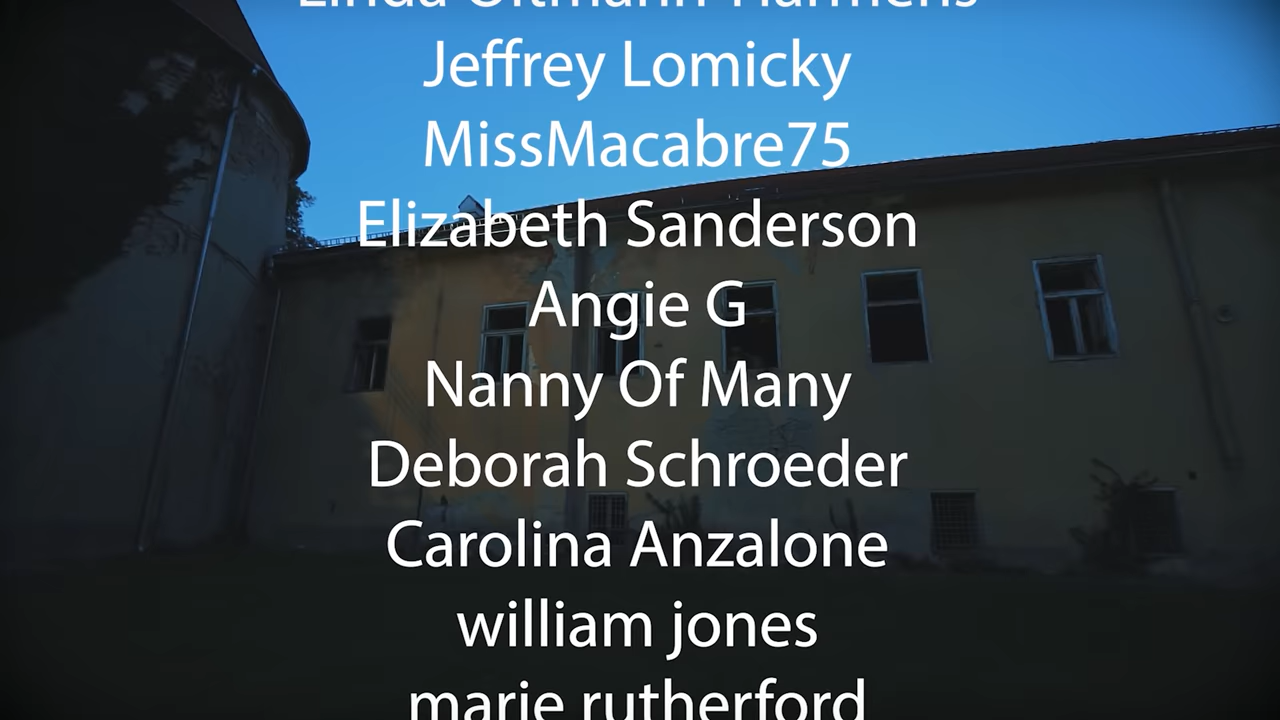 Jeffrey Lomicky
MissMacabre75
Elizabeth Sanderson
Angie G
Nanny Of Many
Deborah Schroeder
Carolina Anzalone
william jones
marie rutherford